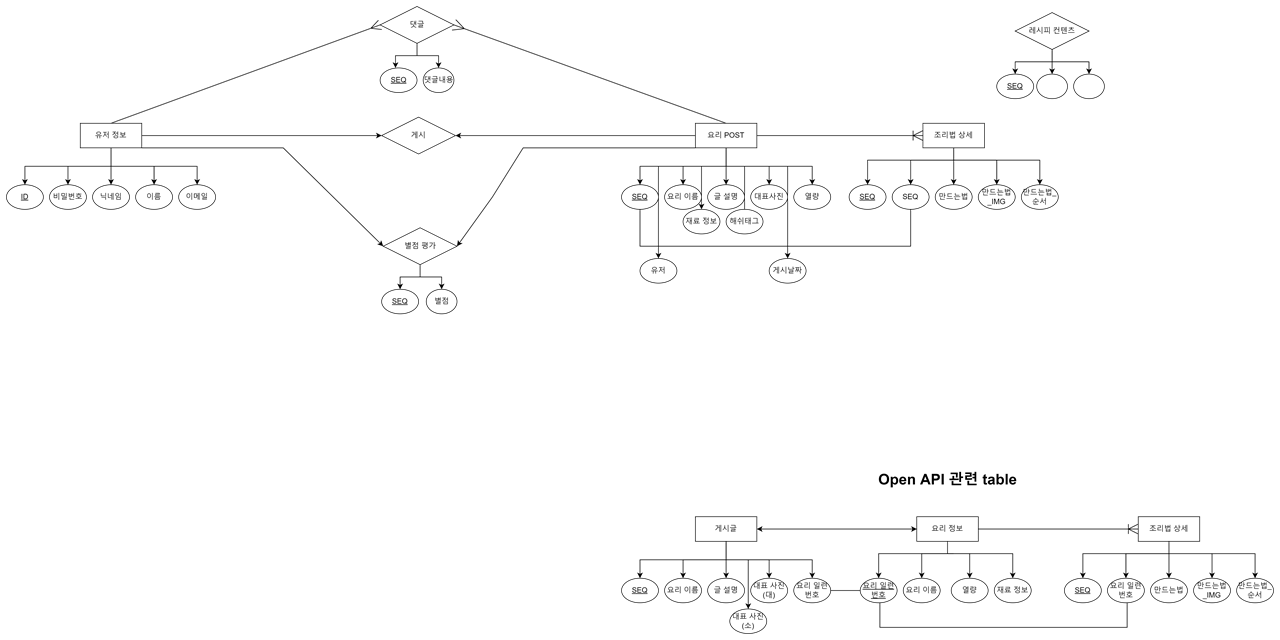 댓글
레시피 컨텐츠
SEQ
댓글내용
SEQ
유저 정보
게시
요리 POST
조리법 상세
ID
비밀번호
닉네임
이름
이메일
SEQ
요리 이름
글 설명
대표사진
열량
SEQ
SEQ
만드는법
만드는법
_IMG
만드는법_
순서
재료 정보
해쉬태그
별점 평가
유저
게시날짜
SEQ
별점
Open API 관련 table
게시글
요리 정보
조리법 상세
SEQ
요리 이름
글 설명
대표 사진
(대)
요리 일련
번호
요리 일련
번호
요리 이름
열량
재료 정보
SEQ
요리 일련
번호
만드는법
만드는법
_IMG
만드는법_
순서
대표 사진
(소)